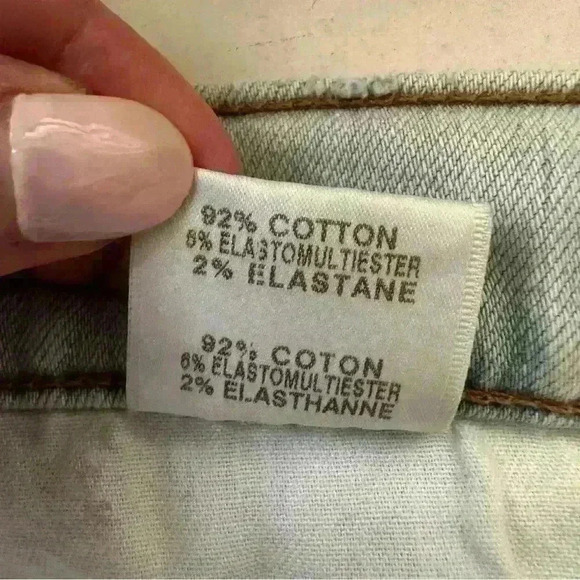 92% COTTON
6% ELASTOMULTIESTER
2% ELASTANE
92% COTON
6% ELASTOMULTIESTER
2% ELASTHANNE